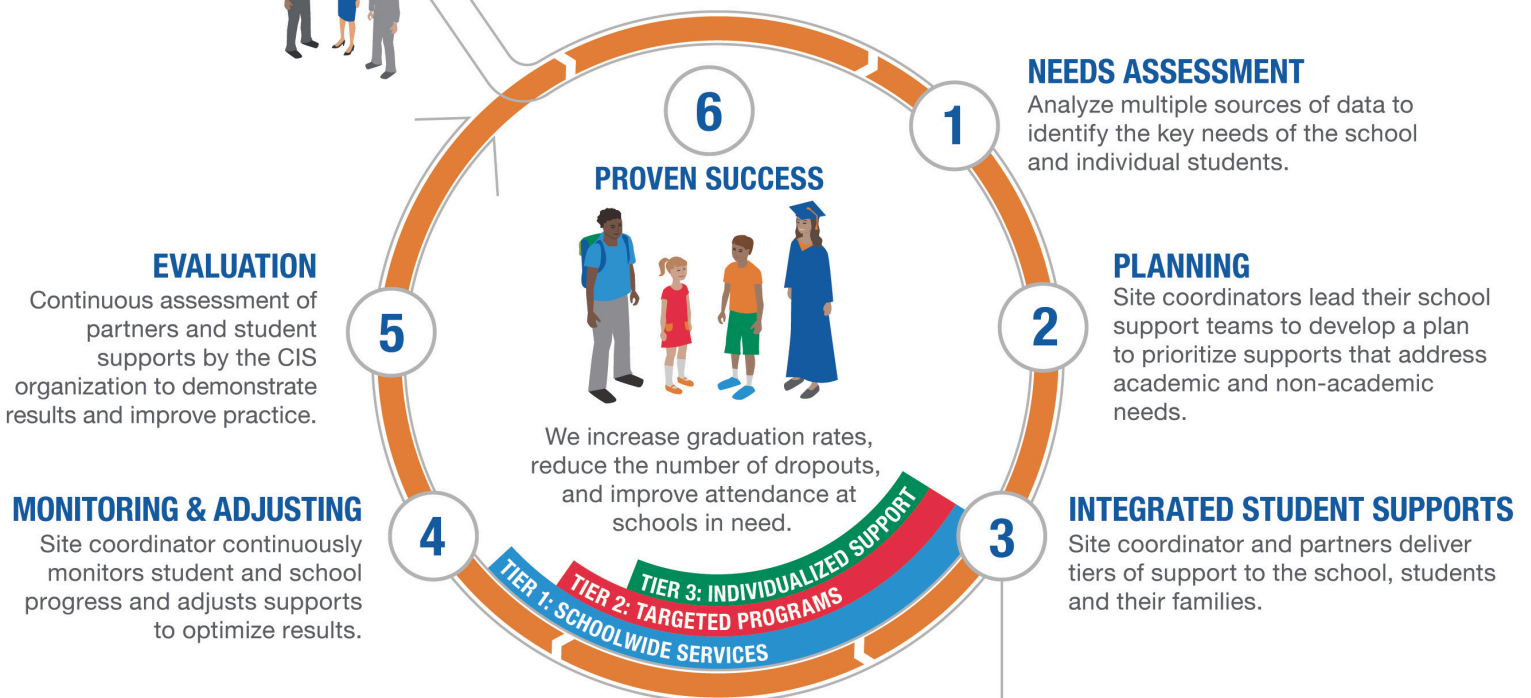 1
NEEDS ASSESSMENT
Analyze multiple sources of data to
identify the key needs of the school
and individual students.
2
PLANNING
Site coordinators lead their school
support teams to develop a plan
to prioritize supports that address
academic and non-academic
needs.
3
INTEGRATED STUDENT SUPPORTS
Site coordinator and partners deliver
tiers of support to the school, students
and their families.
TIER 1: SCHOOLWIDE SERVICES
TIER 2: TARGETED PROGRAMS
TIER 3: INDIVIDUALIZED SUPPORT
4
MONITORING & ADJUSTING
Site coordinator continuously
monitors student and school
progress and adjusts supports
to optimize results.
5
EVALUATION
Continuous assessment of
partners and student
supports by the CIS
organization to demonstrate
results and improve practice.
6
PROVEN SUCCESS
We increase graduation rates,
reduce the number of dropouts,
and improve attendance at
schools in need.